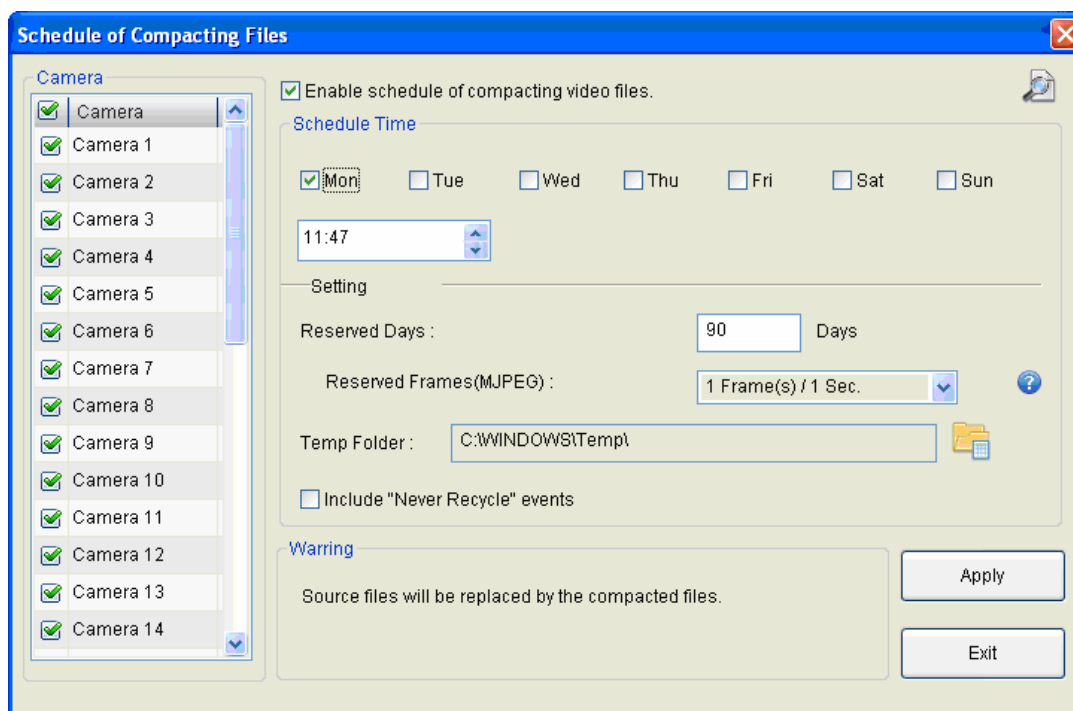 Schedule of Compacting Files
Camera
Camera
Camera 1
Camera 2
Camera 3
Camera 4
Camera 5
Camera 6
Camera 7
Camera 8
Camera 9
Camera 10
Camera 11
Camera 12
Camera 13
Camera 14
Enable schedule of compacting video files.
Schedule Time
Mon Tue Wed Thu Fri Sat Sun
11:47
Setting
Reserved Days : 90 Days
Reserved Frames(MJPEG) : 1 Frame(s) / 1 Sec.
Temp Folder : C:\WINDOWS\Temp\
Include "Never Recycle" events
Warring
Source files will be replaced by the compacted files.
Apply
Exit